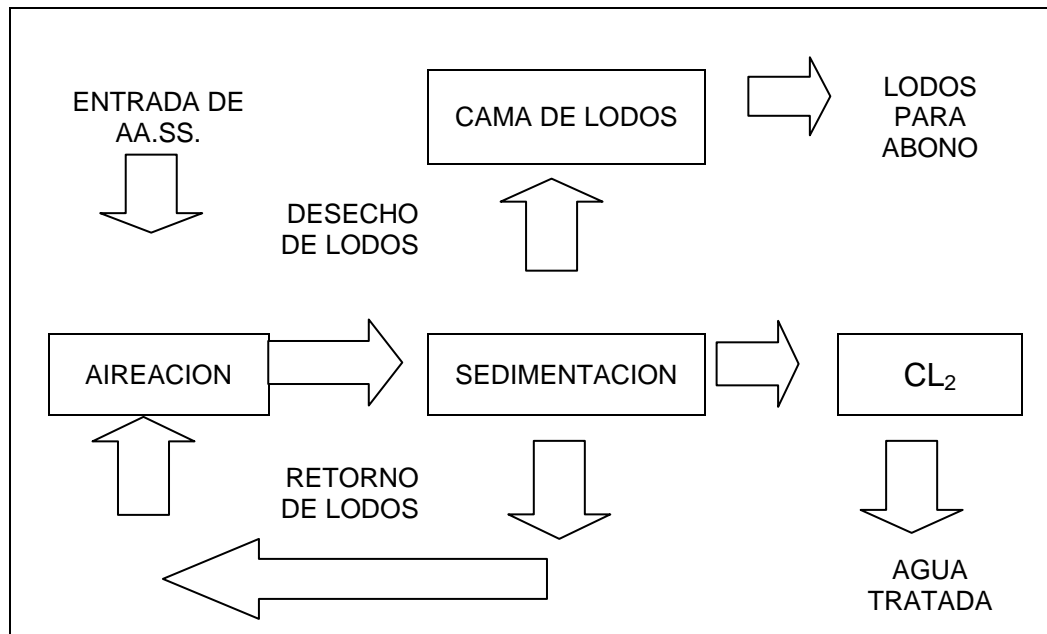 ENTRADA DE
AA.SS.
CAMA DE LODOS
LODOS
PARA
ABONO
DESECHO
DE LODOS
AIREACION
SEDIMENTACION
CL₂
RETORNO
DE LODOS
AGUA
TRATADA